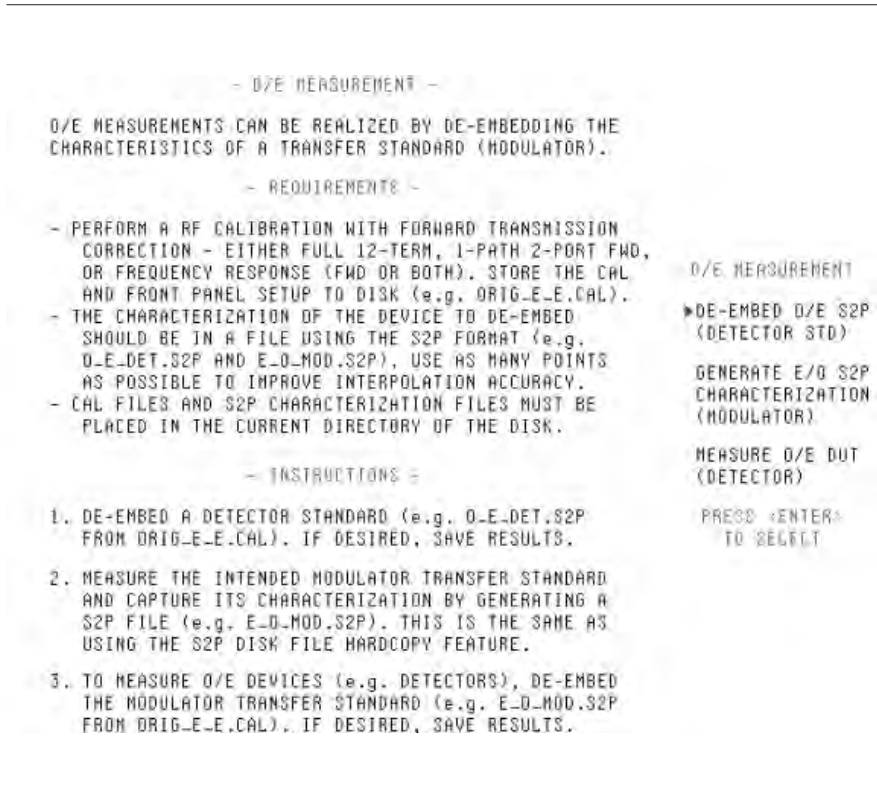 - O/E MEASUREMENT -
O/E MEASUREMENTS CAN BE REALIZED BY DE-EMBEDDING THE
CHARACTERISTICS OF A TRANSFER STANDARD (MODULATOR).
- REQUIREMENTS -
- PERFORM A RF CALIBRATION WITH FORWARD TRANSMISSION
CORRECTION - EITHER FULL 12-TERM, 1-PATH 2-PORT FWD,
OR FREQUENCY RESPONSE (FWD OR BOTH). STORE THE CAL
AND FRONT PANEL SETUP TO DISK (e.g. ORIG_E_E.CAL).
- THE CHARACTERIZATION OF THE DEVICE TO DE-EMBED
SHOULD BE IN A FILE USING THE S2P FORMAT (e.g.
O_E_DET.S2P AND E_O_MOD.S2P), USE AS MANY POINTS
AS POSSIBLE TO IMPROVE INTERPOLATION ACCURACY.
- CAL FILES AND S2P CHARACTERIZATION FILES MUST BE
PLACED IN THE CURRENT DIRECTORY OF THE DISK.
- INSTRUCTIONS -
1. DE-EMBED A DETECTOR STANDARD (e.g. O_E_DET.S2P
FROM ORIG_E_E.CAL). IF DESIRED, SAVE RESULTS.
2. MEASURE THE INTENDED MODULATOR TRANSFER STANDARD
AND CAPTURE ITS CHARACTERIZATION BY GENERATING A
S2P FILE (e.g. E_O_MOD.S2P). THIS IS THE SAME AS
USING THE S2P DISK FILE HARDCOPY FEATURE.
3. TO MEASURE O/E DEVICES (e.g. DETECTORS), DE-EMBED
THE MODULATOR TRANSFER STANDARD (e.g. E_O_MOD.S2P
FROM ORIG_E_E.CAL). IF DESIRED, SAVE RESULTS.
O/E MEASUREMENT
▶DE-EMBED O/E S2P
(DETECTOR STD)
GENERATE E/O S2P
CHARACTERIZATION
(MODULATOR)
MEASURE O/E DUT
(DETECTOR)
PRESS <ENTER>
TO SELECT